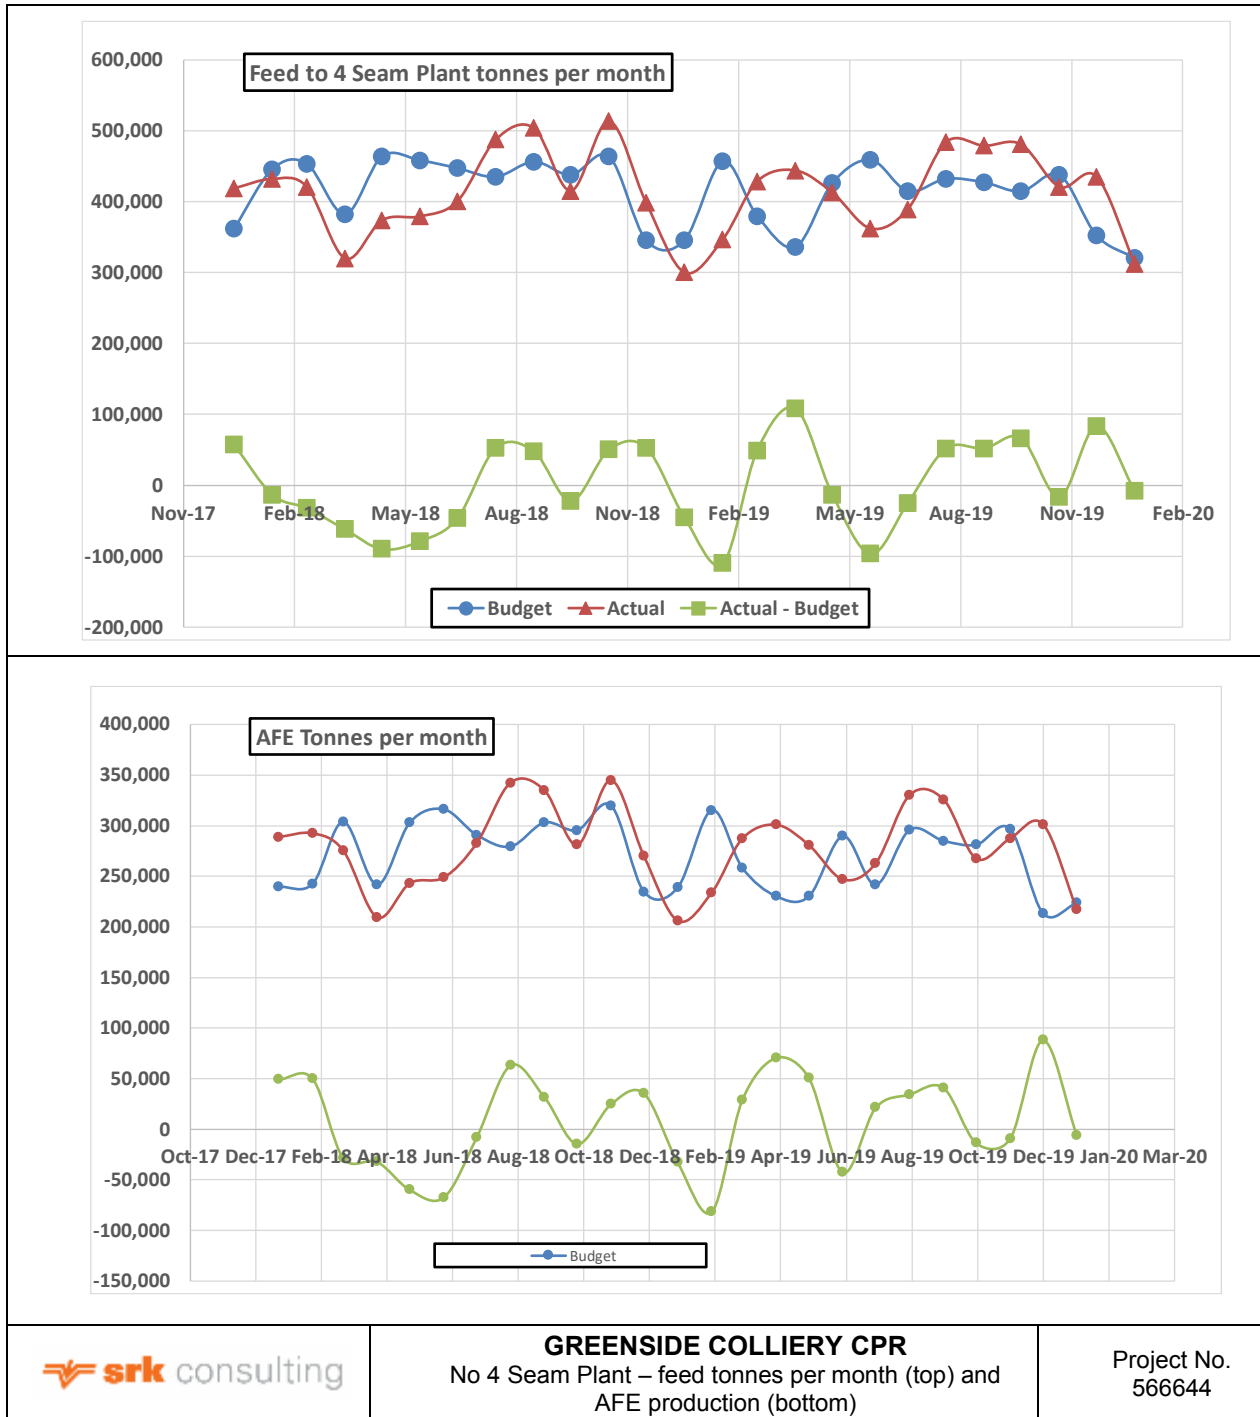 600,000
Feed to 4 Seam Plant tonnes per month
500,000
400,000
300,000
200,000
100,000
0
Nov-17 Feb-18 May-18 Aug-18 Nov-18 Feb-19 May-19 Aug-19 Nov-19 Feb-20
-100,000
Budget Actual Actual - Budget
-200,000
400,000
AFE Tonnes per month
350,000
300,000
250,000
200,000
150,000
100,000
50,000
0
Oct-17 Dec-17 Feb-18 Apr-18 Jun-18 Aug-18 Oct-18 Dec-18 Feb-19 Apr-19 Jun-19 Aug-19 Oct-19 Dec-19 Jan-20 Mar-20
-50,000
-100,000
Budget
-150,000
srk consulting
GREENSIDE COLLIERY CPR
No 4 Seam Plant – feed tonnes per month (top) and
AFE production (bottom)
Project No.
566644